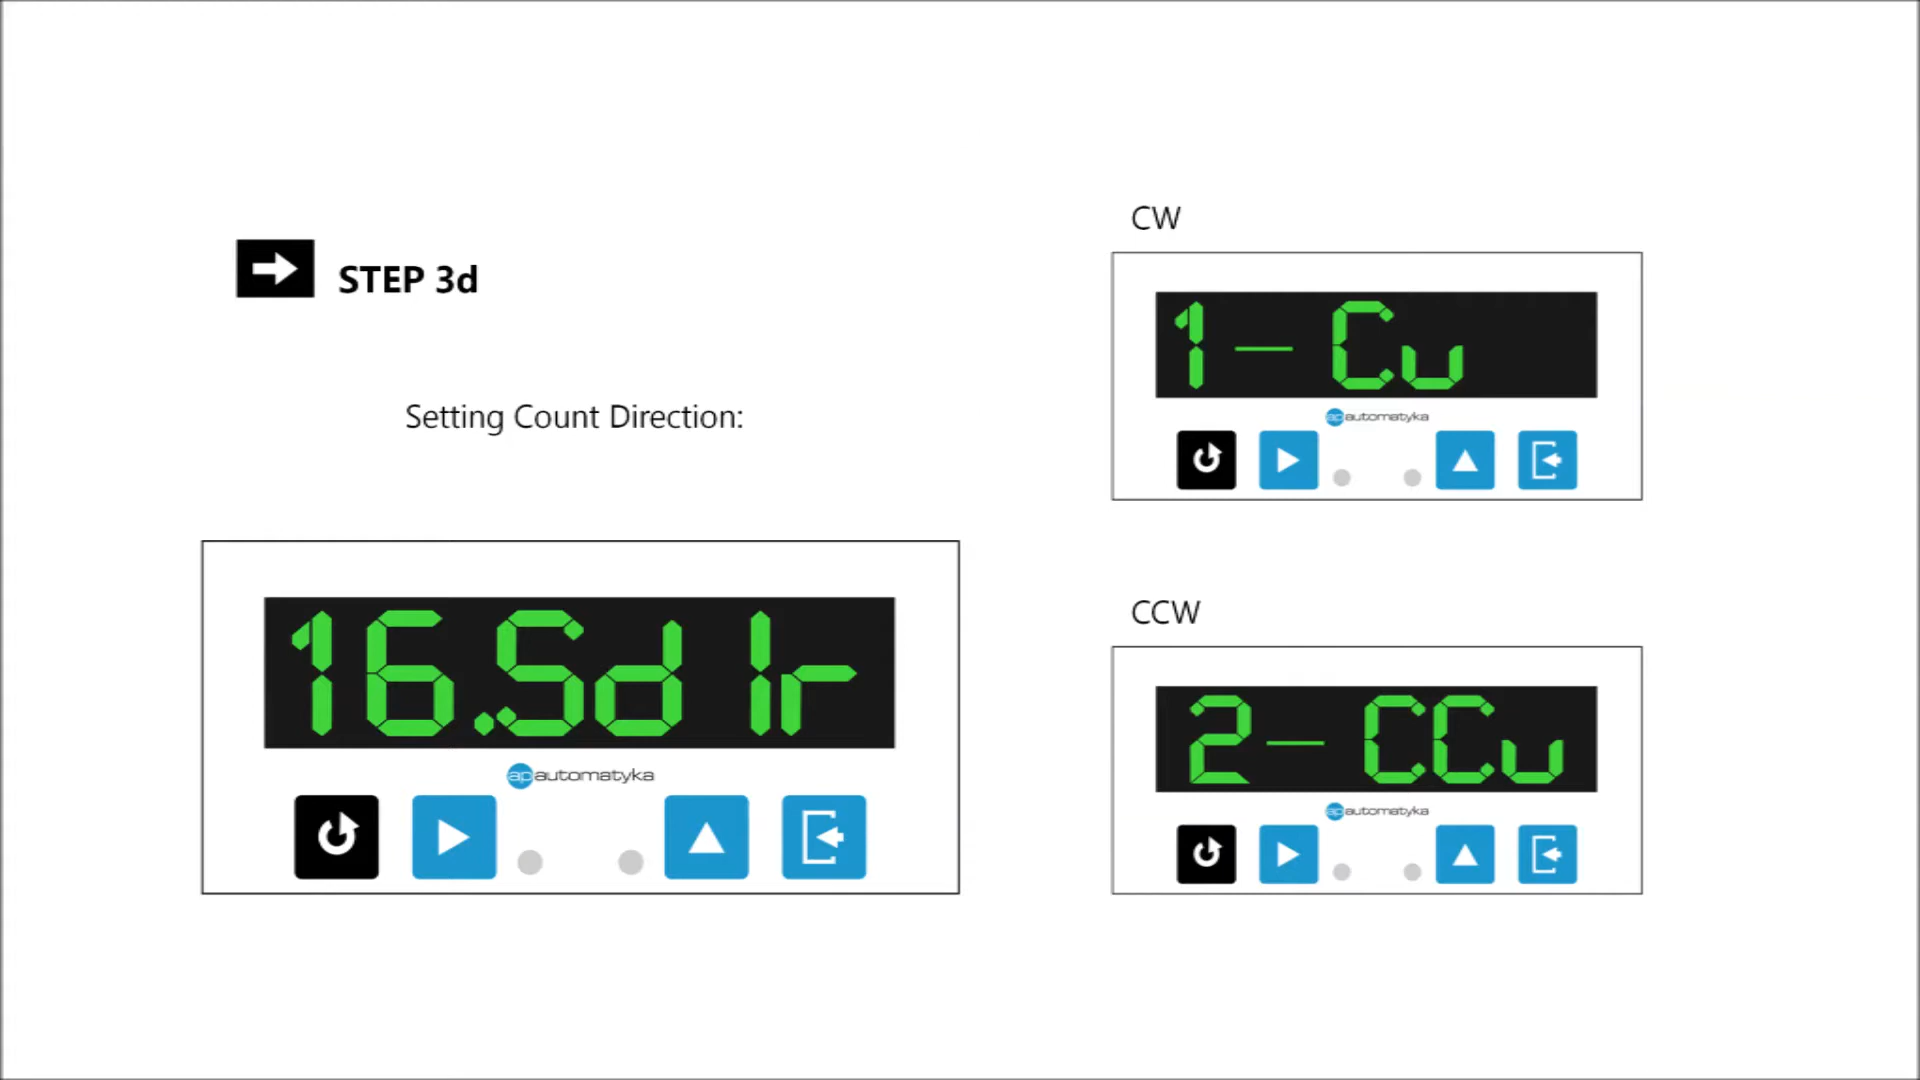 STEP 3d
Setting Count Direction:
16.SdIr
apautomatyka
CW
1-Cu
apautomatyka
CCW
2-CCu
apautomatyka